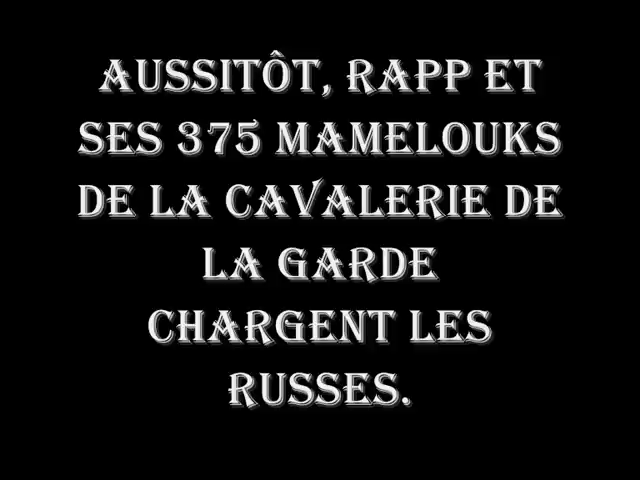 AUSSITÔT, RAPP ET
SES 375 MAMELOUKS
DE LA CAVALERIE DE
LA GARDE
CHARGENT LES
RUSSES.